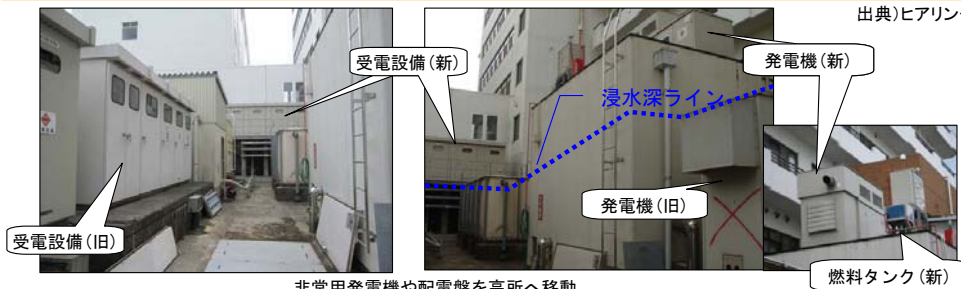 出典)ヒアリン
受電設備(新)
発電機(新)
浸水深ライン
発電機(旧)
受電設備(旧)
燃料タンク(新)
非常用発電機や配電盤を高所へ移動